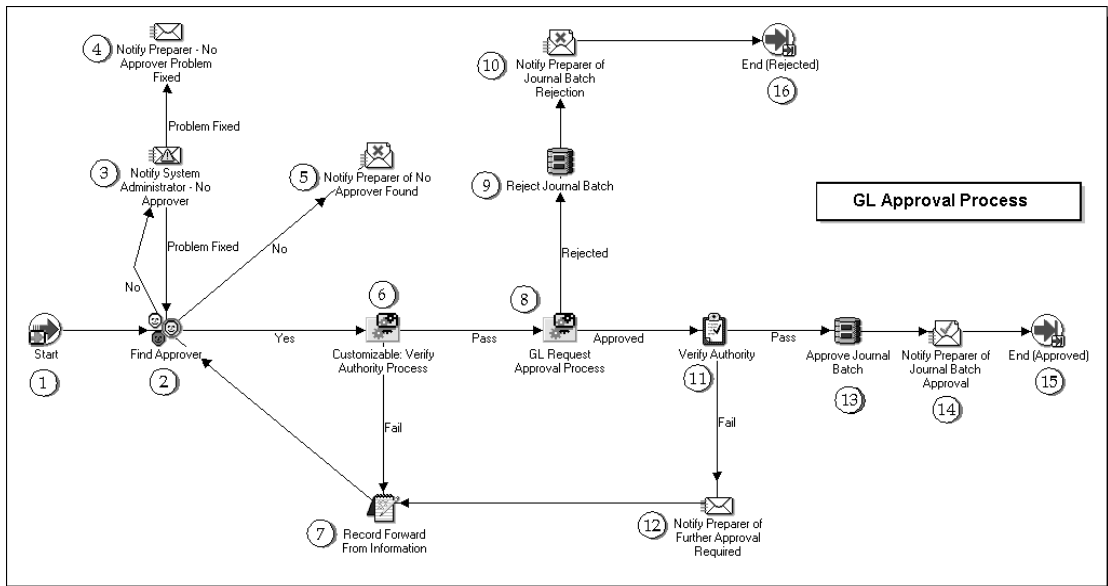 4
Notify Preparer - No
Approver Problem
Fixed
Problem Fixed
3
Notify System
Administrator - No
Approver
No
Problem Fixed
5
Notify Preparer of No
Approver Found
No
10
Notify Preparer of
Journal Batch
Rejection
End (Rejected)
16
9
Reject Journal Batch
Rejected
GL Approval Process
Start
1
Find Approver
2
Yes
6
Customizable: Verify
Authority Process
Pass
8
GL Request
Approval Process
Approved
Verify Authority
11
Pass
Approve Journal
Batch
13
Notify Preparer of
Journal Batch
Approval
14
End (Approved)
15
Fail
Fail
7
Record Forward
From Information
12
Notify Preparer of
Further Approval
Required